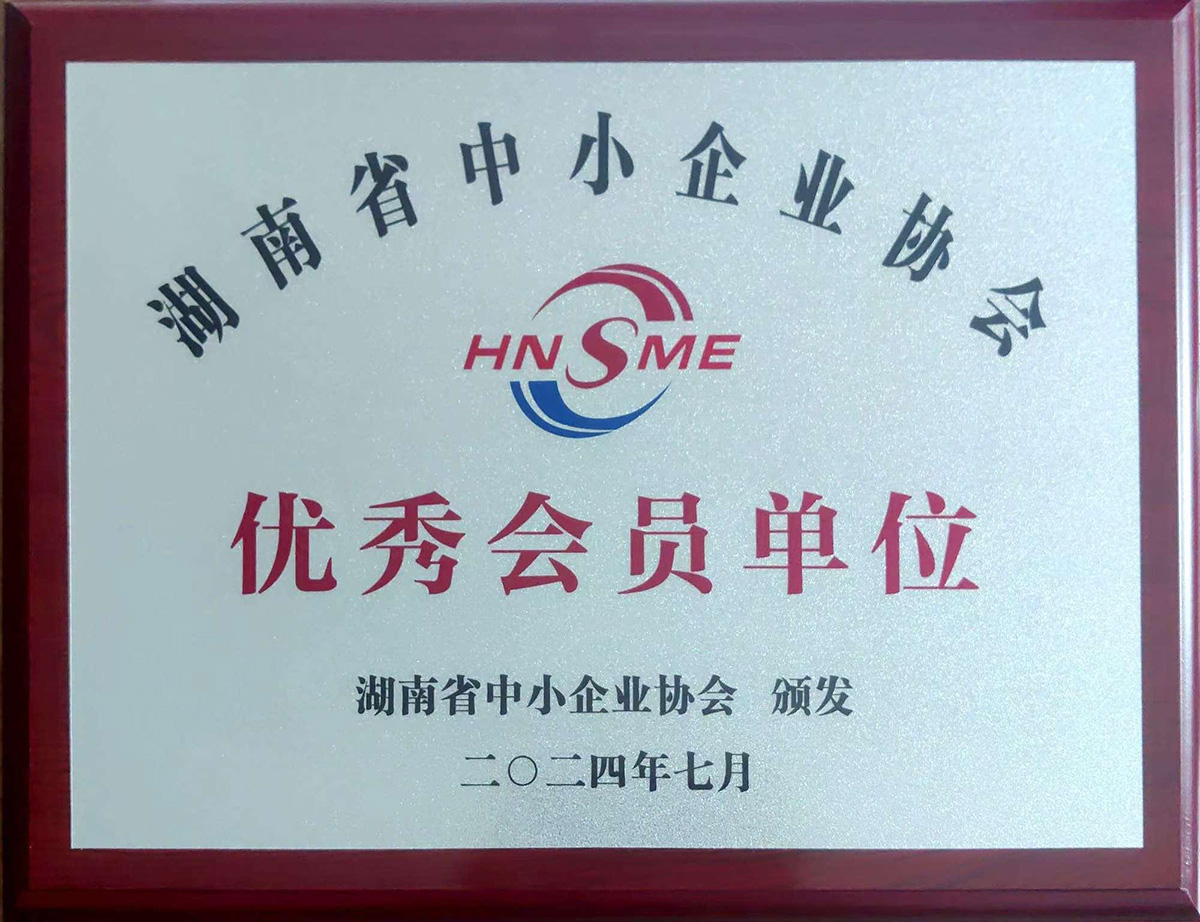 湖南省中小企业协会
HNSME
优秀会员单位
湖南省中小企业协会 颁发
二〇二四年七月